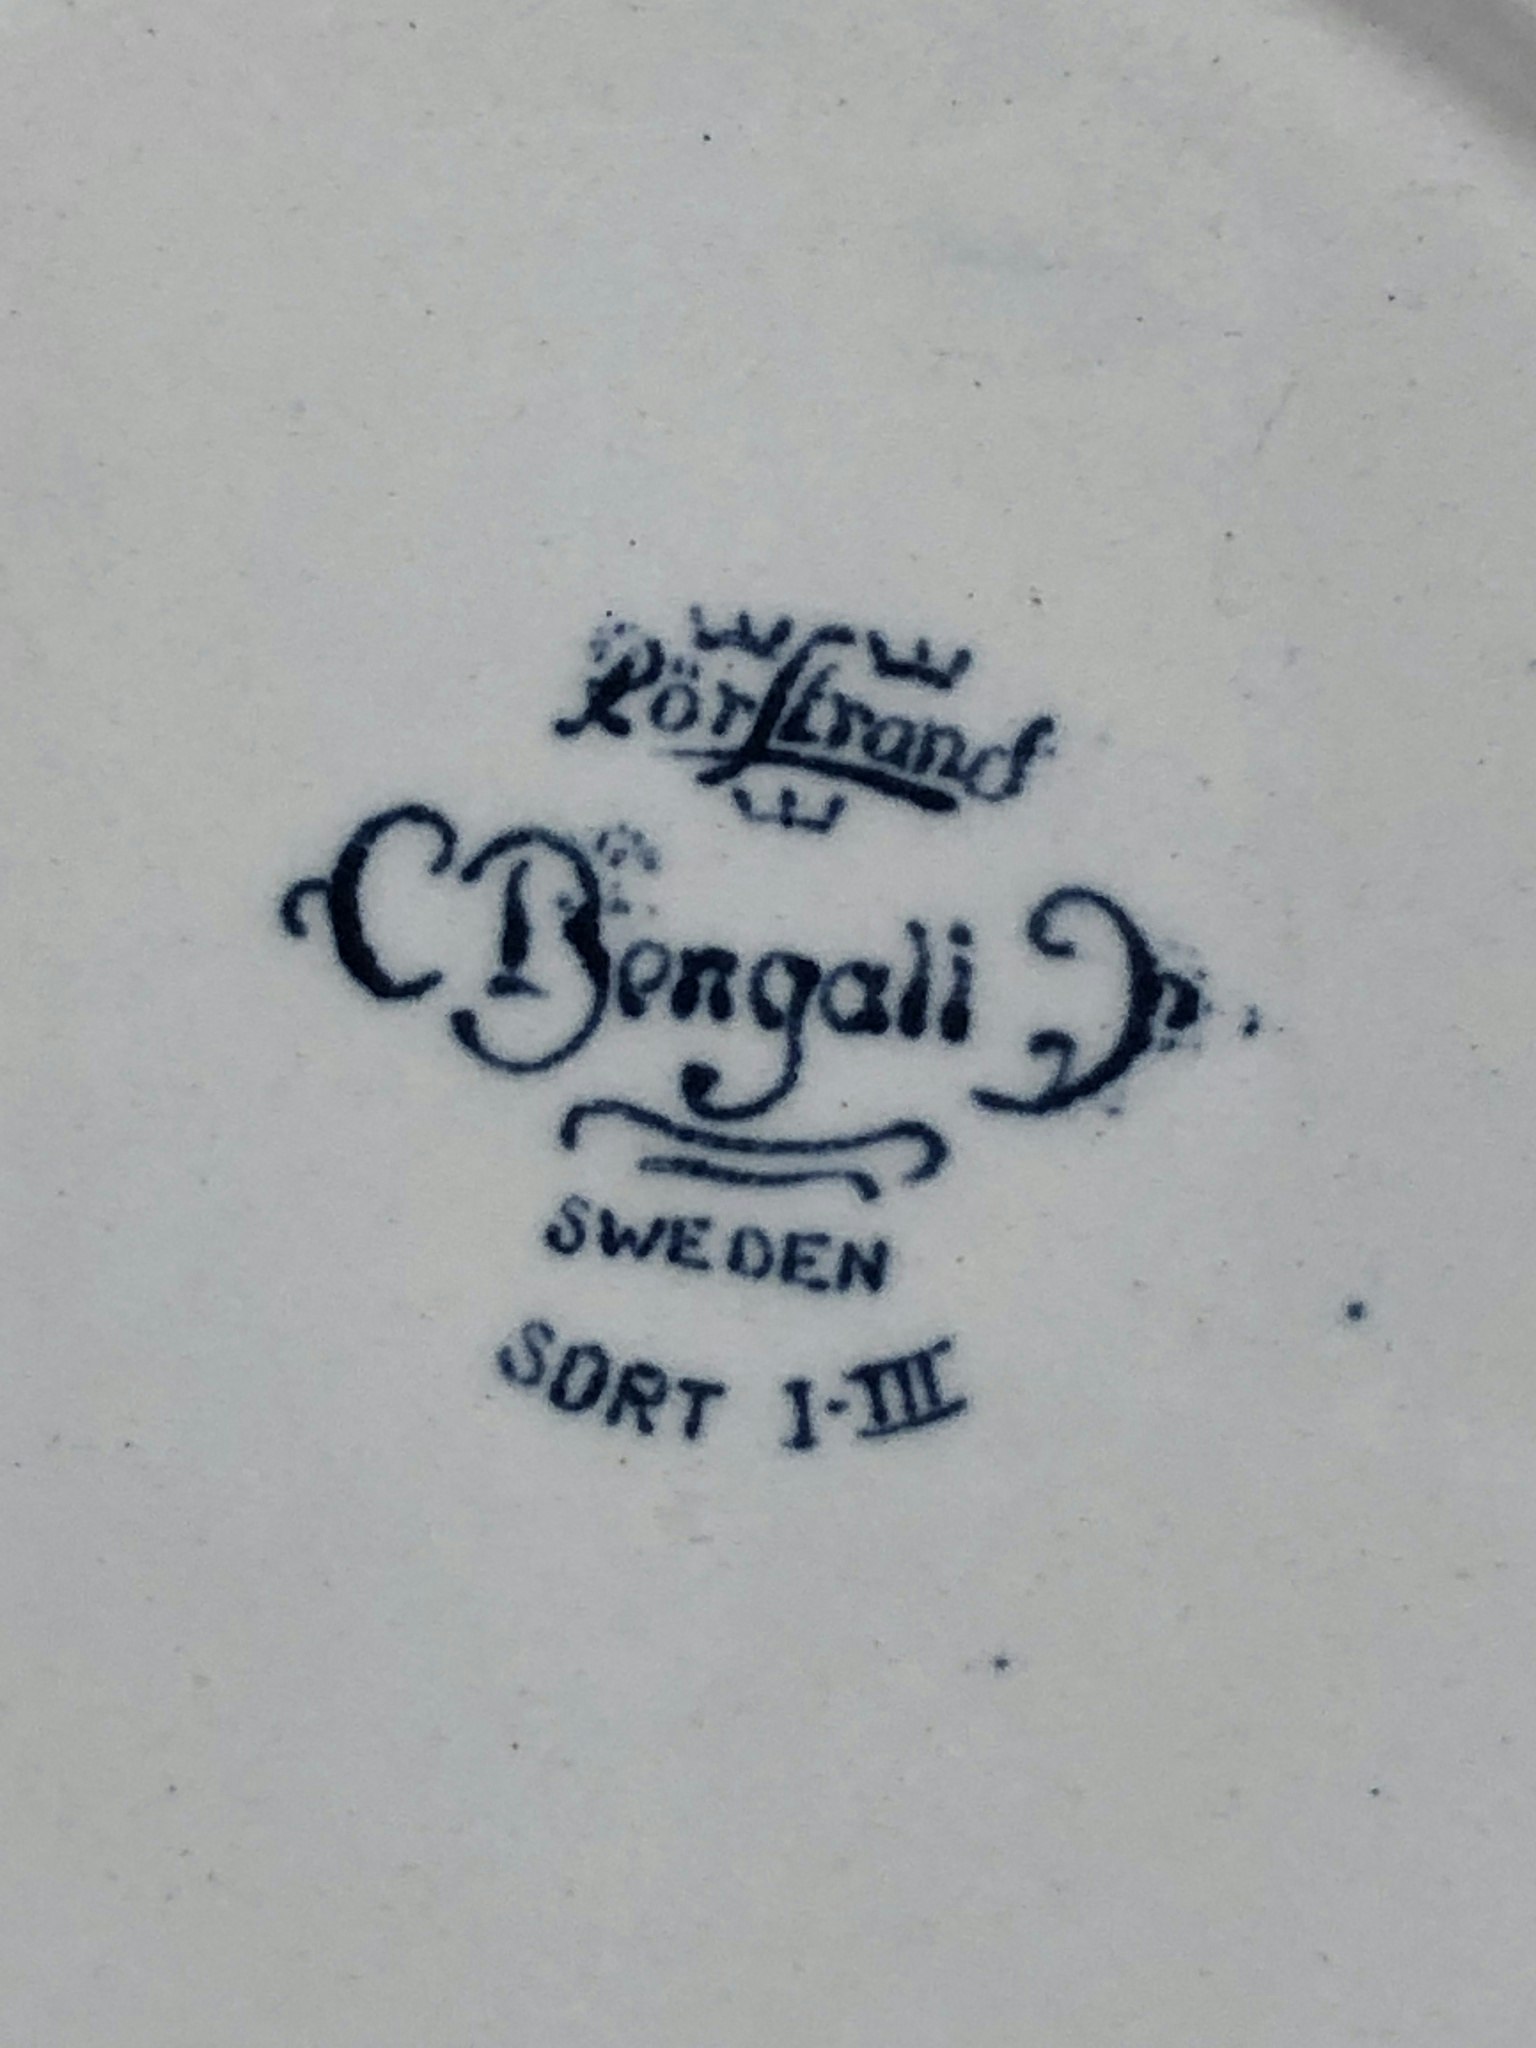 Rörstrand
Bengali
SWEDEN
SORT I-III